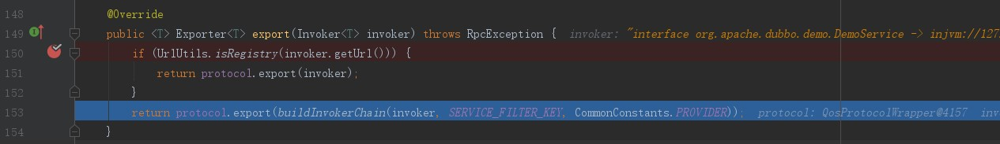 148 @Override
149 public <T> Exporter<T> export(Invoker<T> invoker) throws RpcException { invoker: "interface org.apache.dubbo.demo.DemoService -> injvm://127
150 if (UrlUtils.isRegistry(invoker.getUrl())) {
151 return protocol.export(invoker);
152 }
153 return protocol.export(buildInvokerChain(invoker, SERVICE_FILTER_KEY, CommonConstants.PROVIDER)); protocol: QosProtocolWrapper@4157 inv
154 }